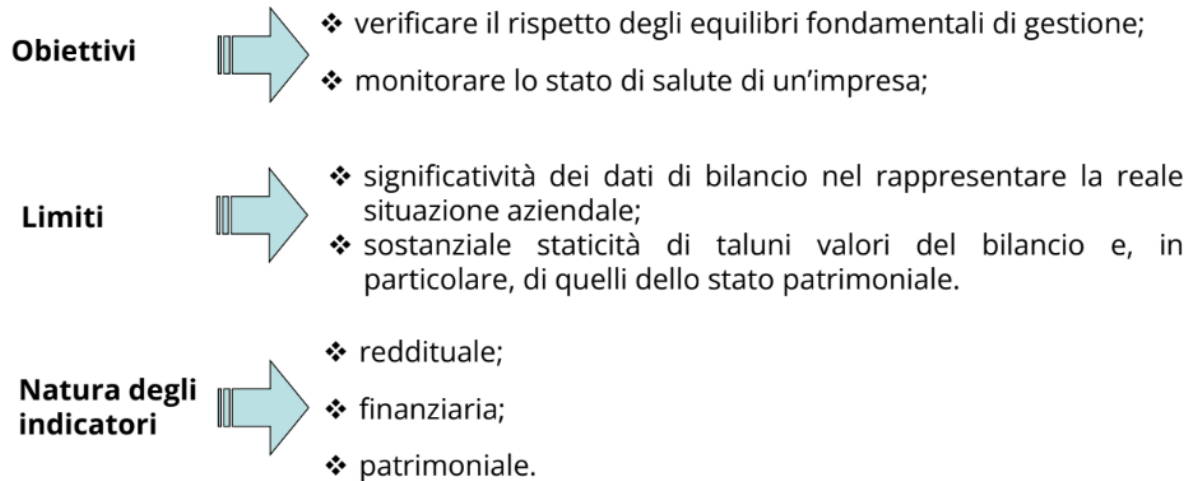 Obiettivi
❖ verificare il rispetto degli equilibri fondamentali di gestione;
❖ monitorare lo stato di salute di un'impresa;
Limiti
❖ significatività dei dati di bilancio nel rappresentare la reale
situazione aziendale;
❖ sostanziale staticità di taluni valori del bilancio e, in
particolare, di quelli dello stato patrimoniale.
Natura degli
indicatori
❖ reddituale;
❖ finanziaria;
❖ patrimoniale.